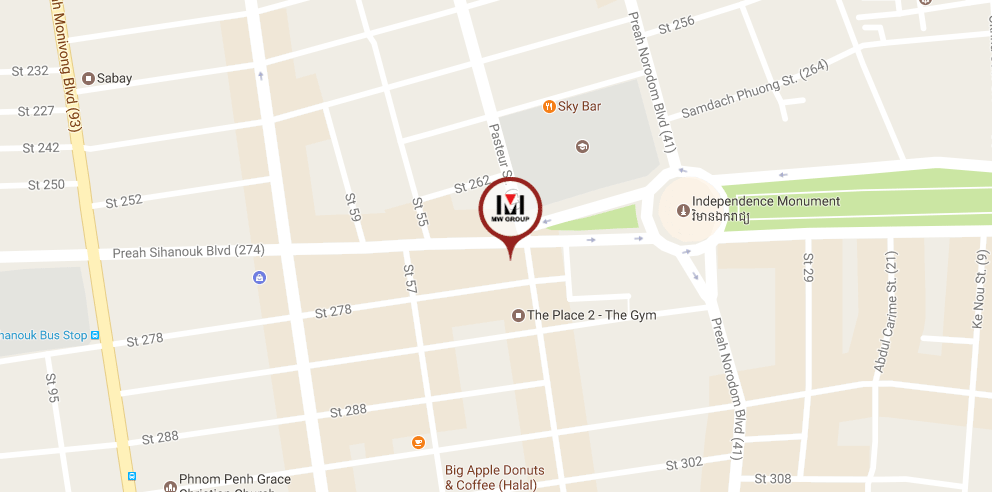 h Monivong Blvd (93)
St 256
Preah Norodom Blvd (41)
St 232
Sabay
Samdach Phuong St. (264)
Sky Bar
St 227
Pasteur S
St 242
St 262
St 250
St 252
St 59
St 55
MW GROUP
Independence Monument
វិមានឯករាជ្យ
Preah Sihanouk Blvd (274)
St 57
St 29
Abdul Carime St. (21)
Ke Nou St. (9)
St 278
The Place 2 - The Gym
hanouk Bus Stop
St 278
Preah Norodom Blvd (41)
St 95
St 288
St 288
Big Apple Donuts
& Coffee (Halal)
St 302
St 308
Phnom Penh Grace
Christian Church